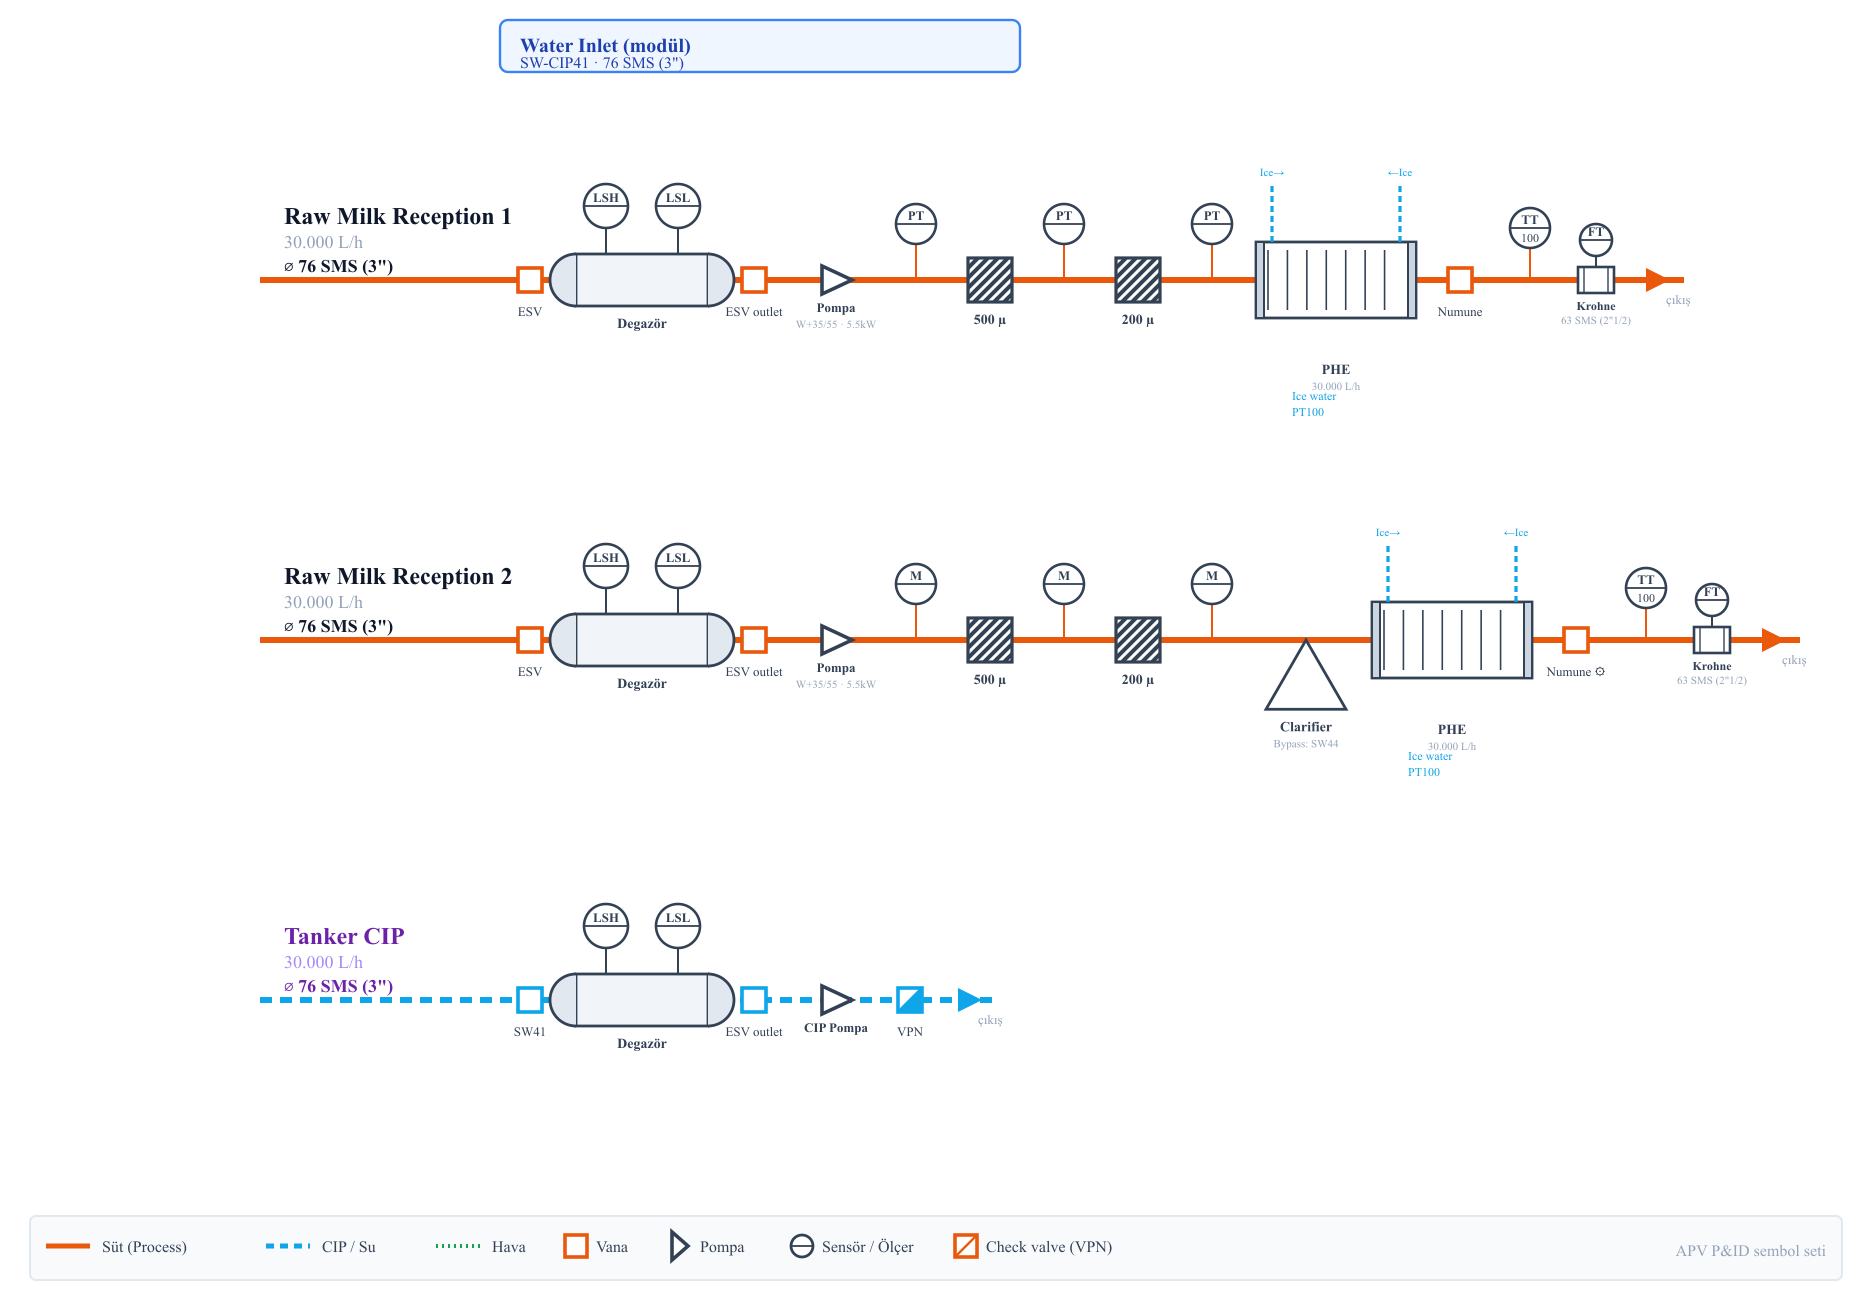 Water Inlet (modül)
SW-CIP41 · 76 SMS (3")
Ice→
←Ice
LSH
LSL
Raw Milk Reception 1
30.000 L/h
⌀ 76 SMS (3")
PT
PT
PT
TT
100
FT
ESV
Degazör
ESV outlet
Pompa
W+35/55 · 5.5kW
500 µ
200 µ
Numune
Krohne
63 SMS (2"1/2)
çıkış
PHE
30.000 L/h
Ice water
PT100
Ice→
←Ice
LSH
LSL
Raw Milk Reception 2
30.000 L/h
⌀ 76 SMS (3")
M
M
M
TT
100
FT
ESV
Degazör
ESV outlet
Pompa
W+35/55 · 5.5kW
500 µ
200 µ
Numune ⚙
Krohne
63 SMS (2"1/2)
çıkış
Clarifier
Bypass: SW44
PHE
30.000 L/h
Ice water
PT100
LSH
LSL
Tanker CIP
30.000 L/h
⌀ 76 SMS (3")
SW41
Degazör
ESV outlet
CIP Pompa
VPN
çıkış
Süt (Process)
CIP / Su
Hava
Vana
Pompa
Sensör / Ölçer
Check valve (VPN)
APV P&ID sembol seti